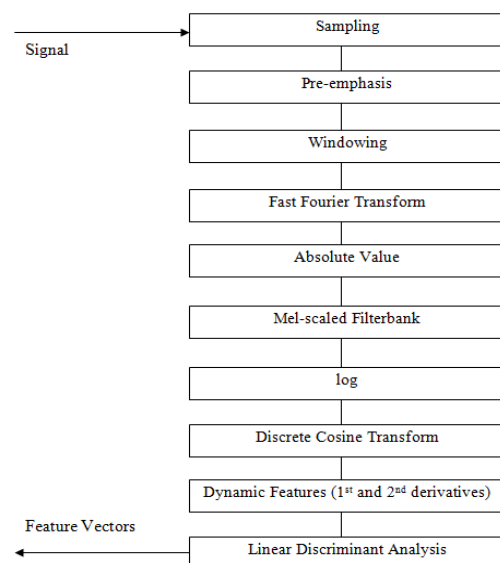 Sampling
Signal
Pre-emphasis
Windowing
Fast Fourier Transform
Absolute Value
Mel-scaled Filterbank
log
Discrete Cosine Transform
Dynamic Features (1st and 2nd derivatives)
Feature Vectors
Linear Discriminant Analysis